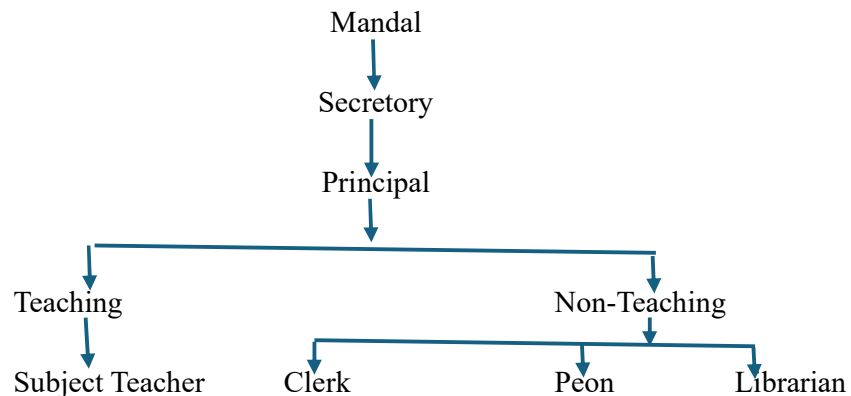 Mandal
Secretory
Principal
Teaching Non-Teaching
Subject Teacher Clerk Peon Librarian